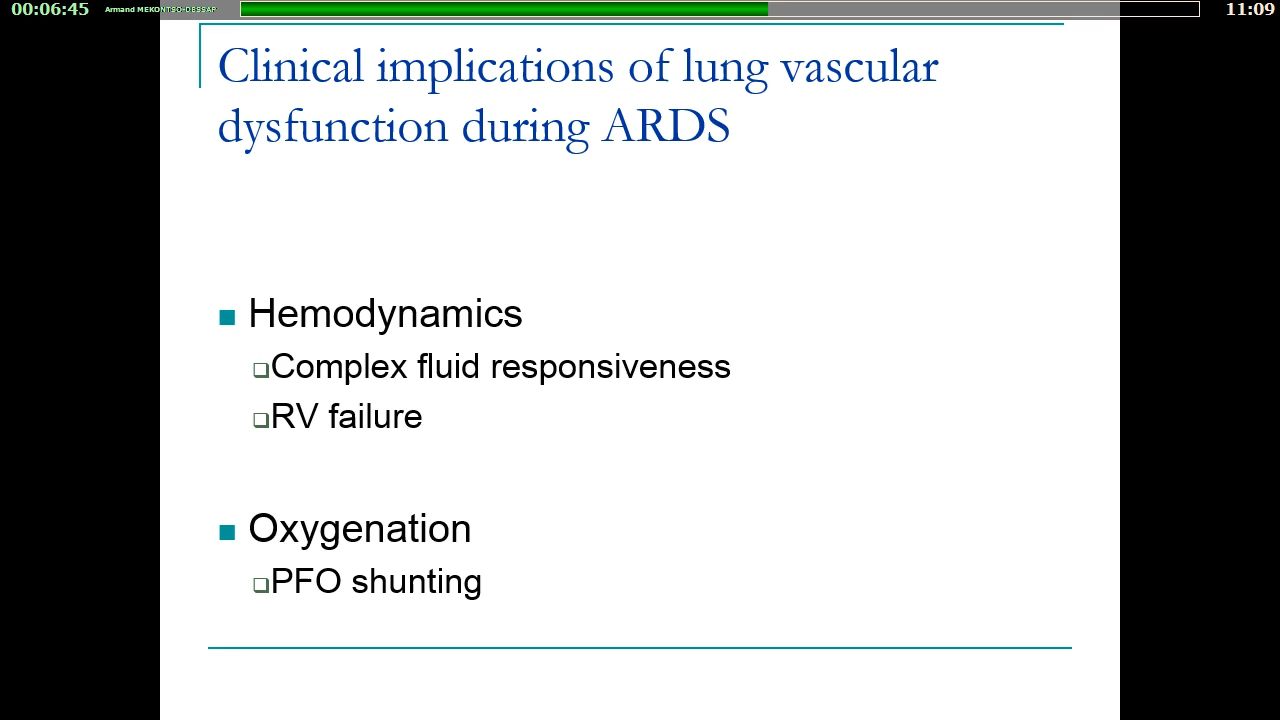 00:06:45 Armand MEKONTSO-DESSAP 11:09
Clinical implications of lung vascular
dysfunction during ARDS
Hemodynamics
Complex fluid responsiveness
RV failure
Oxygenation
PFO shunting